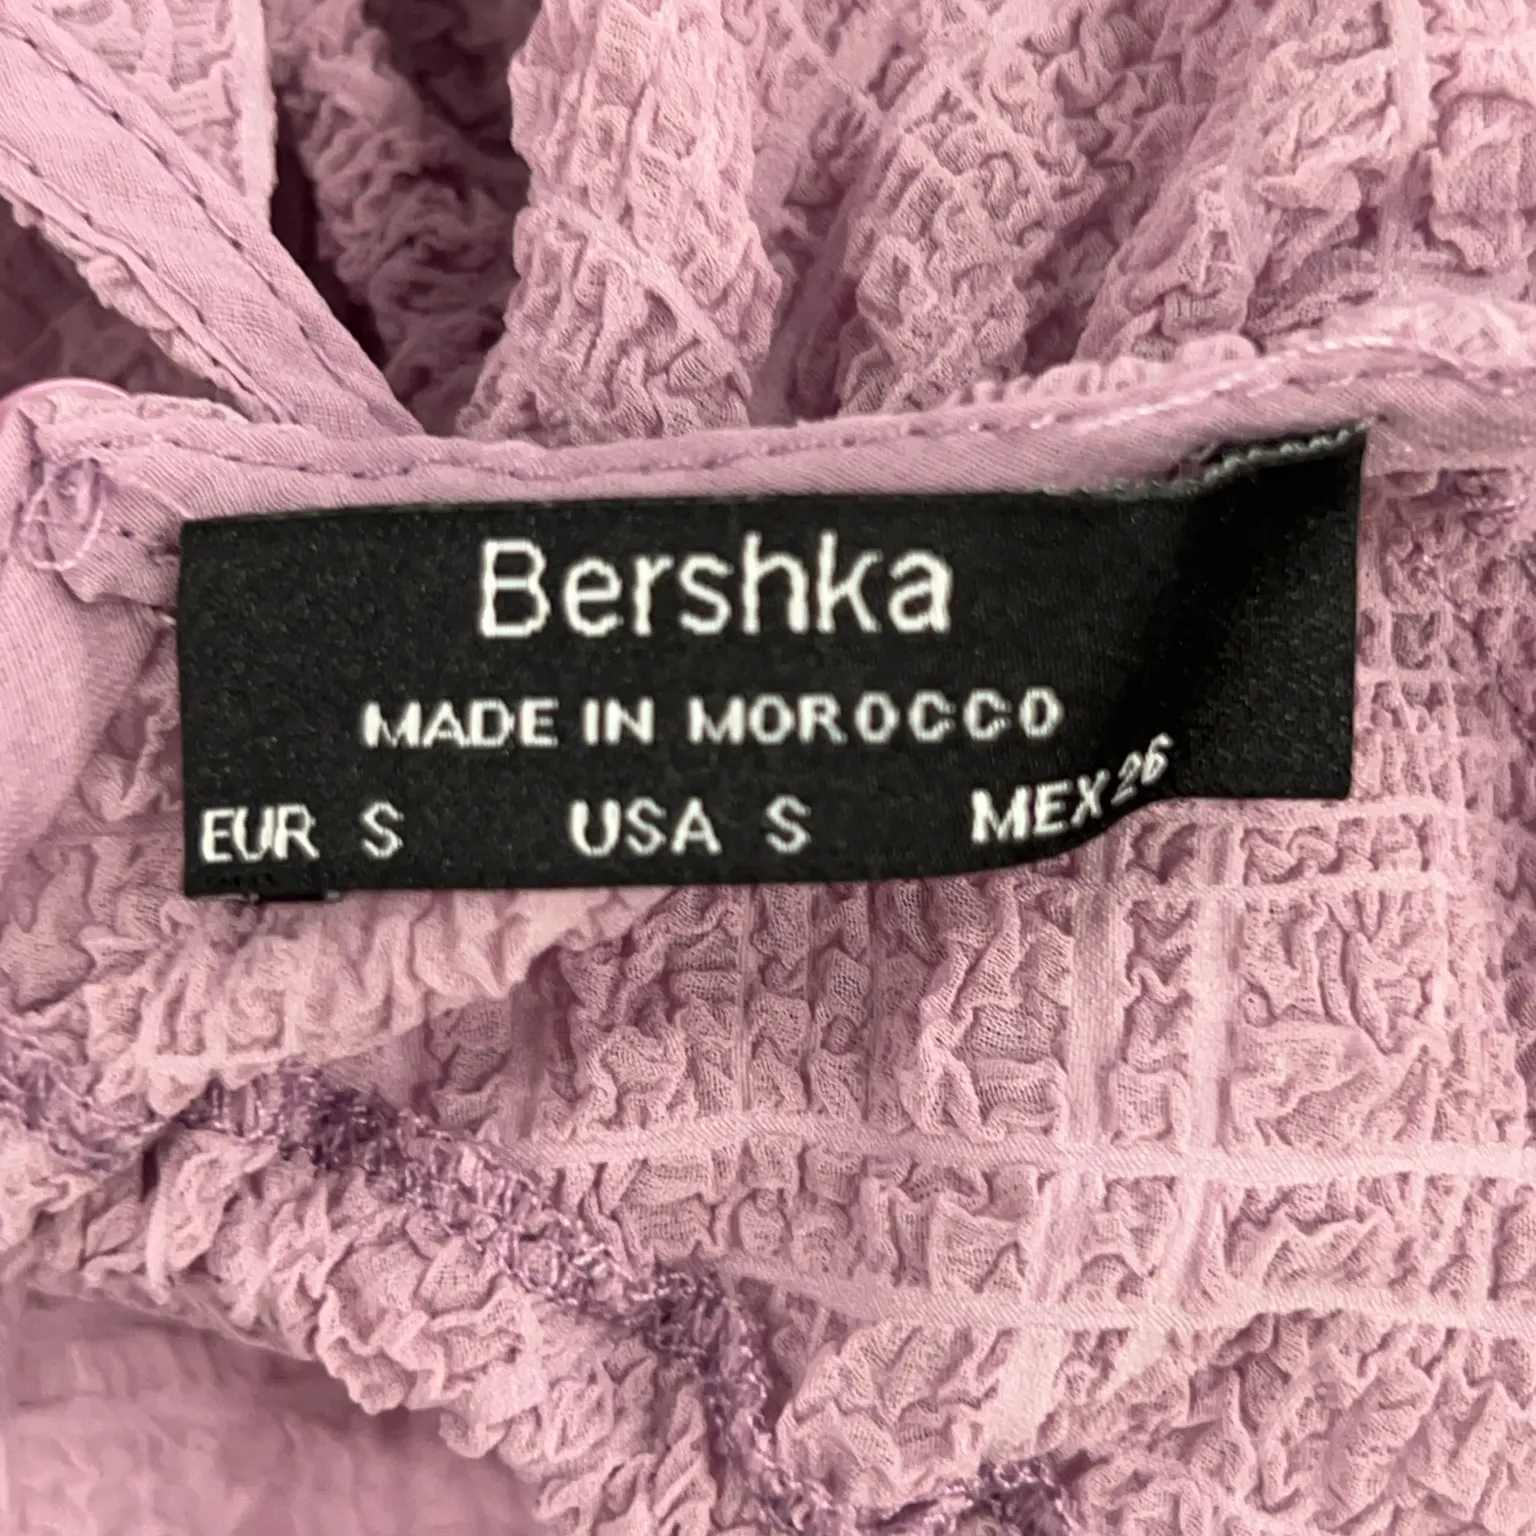 Bershka
MADE IN MOROCCO
EUR S USA S MEX 26